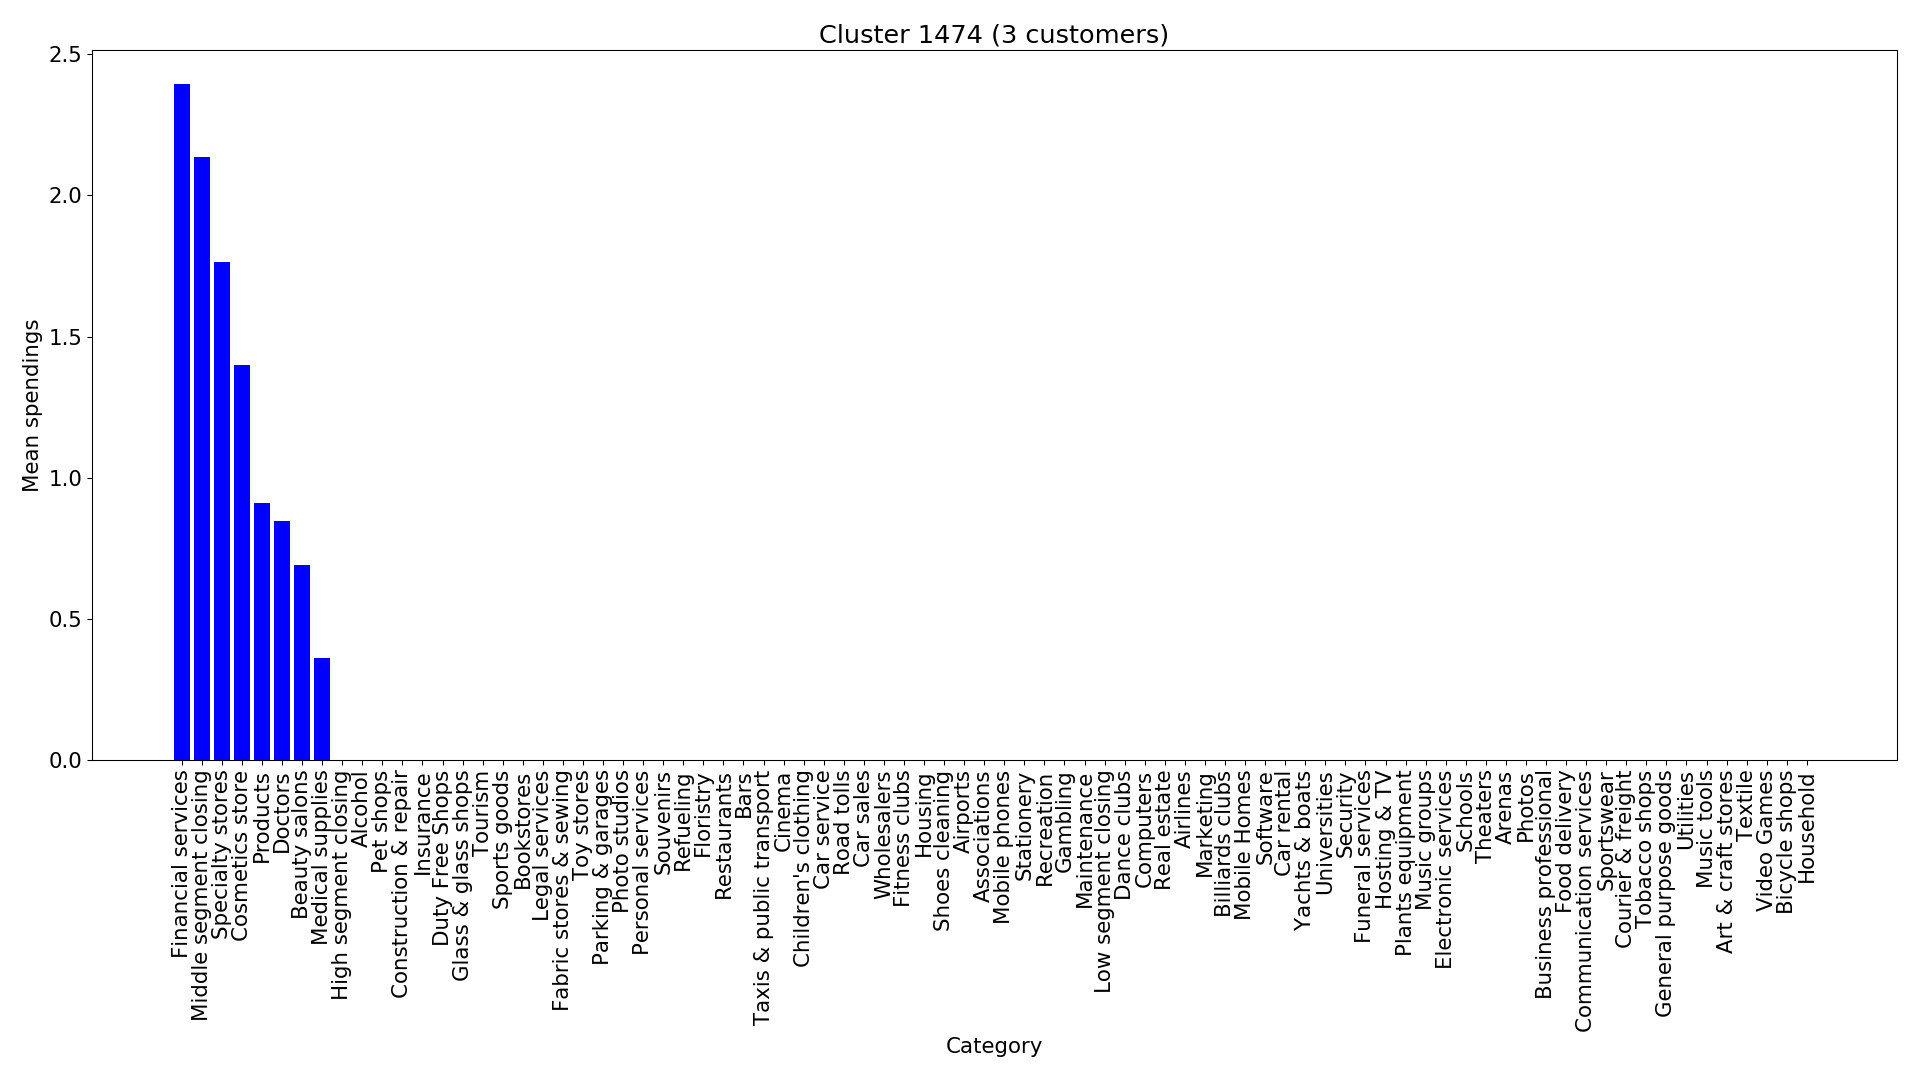 Cluster 1474 (3 customers)
Mean spendings
2.5
2.0
1.5
1.0
0.5
0.0
Financial services
Middle segment closing
Specialty stores
Cosmetics store
Products
Doctors
Beauty salons
Medical supplies
High segment closing
Alcohol
Pet shops
Construction & repair
Insurance
Duty Free Shops
Glass & glass shops
Tourism
Sports goods
Bookstores
Legal services
Fabric stores & sewing
Toy stores
Parking & garages
Photo studios
Personal services
Souvenirs
Refueling
Floristry
Restaurants
Bars
Taxis & public transport
Cinema
Children's clothing
Car service
Road tolls
Car sales
Wholesalers
Fitness clubs
Housing
Shoes cleaning
Airports
Associations
Mobile phones
Stationery
Recreation
Gambling
Maintenance
Low segment closing
Dance clubs
Computers
Real estate
Airlines
Marketing
Billiards clubs
Mobile Homes
Software
Car rental
Yachts & boats
Universities
Security
Funeral services
Hosting & TV
Plants equipment
Music groups
Electronic services
Schools
Theaters
Arenas
Photos
Business professional
Food delivery
Communication services
Sportswear
Courier & freight
Tobacco shops
General purpose goods
Utilities
Music tools
Art & craft stores
Textile
Video Games
Bicycle shops
Household
Category